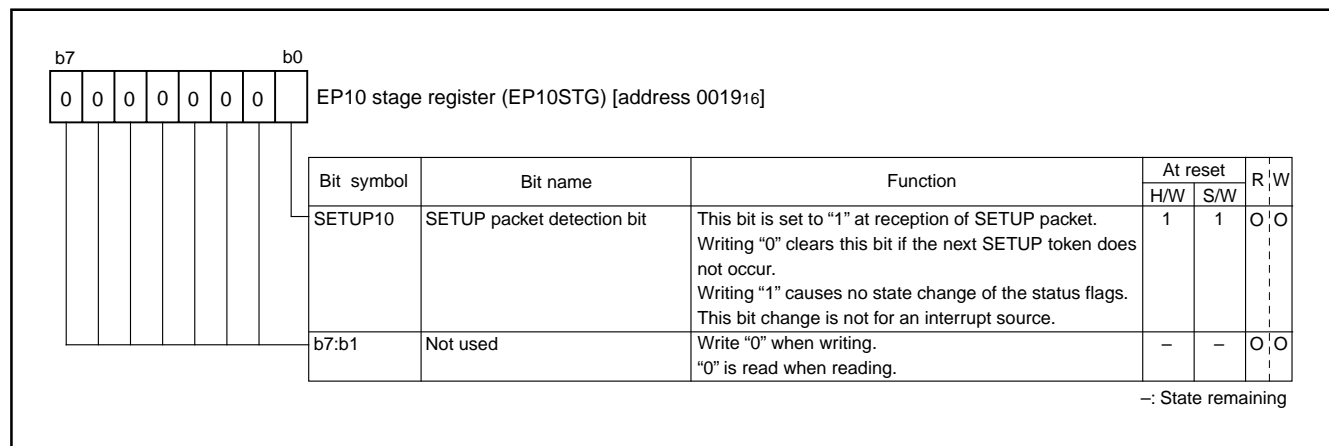 b7 b0
0 0 0 0 0 0 0 EP10 stage register (EP10STG) [address 001916]
Bit symbol Bit name Function At reset R W
H/W S/W
SETUP10 SETUP packet detection bit This bit is set to “1” at reception of SETUP packet. 1 1 O O
Writing “0” clears this bit if the next SETUP token does
not occur.
Writing “1” causes no state change of the status flags.
This bit change is not for an interrupt source.
b7:b1 Not used Write “0” when writing. – – O O
“0” is read when reading.
–: State remaining